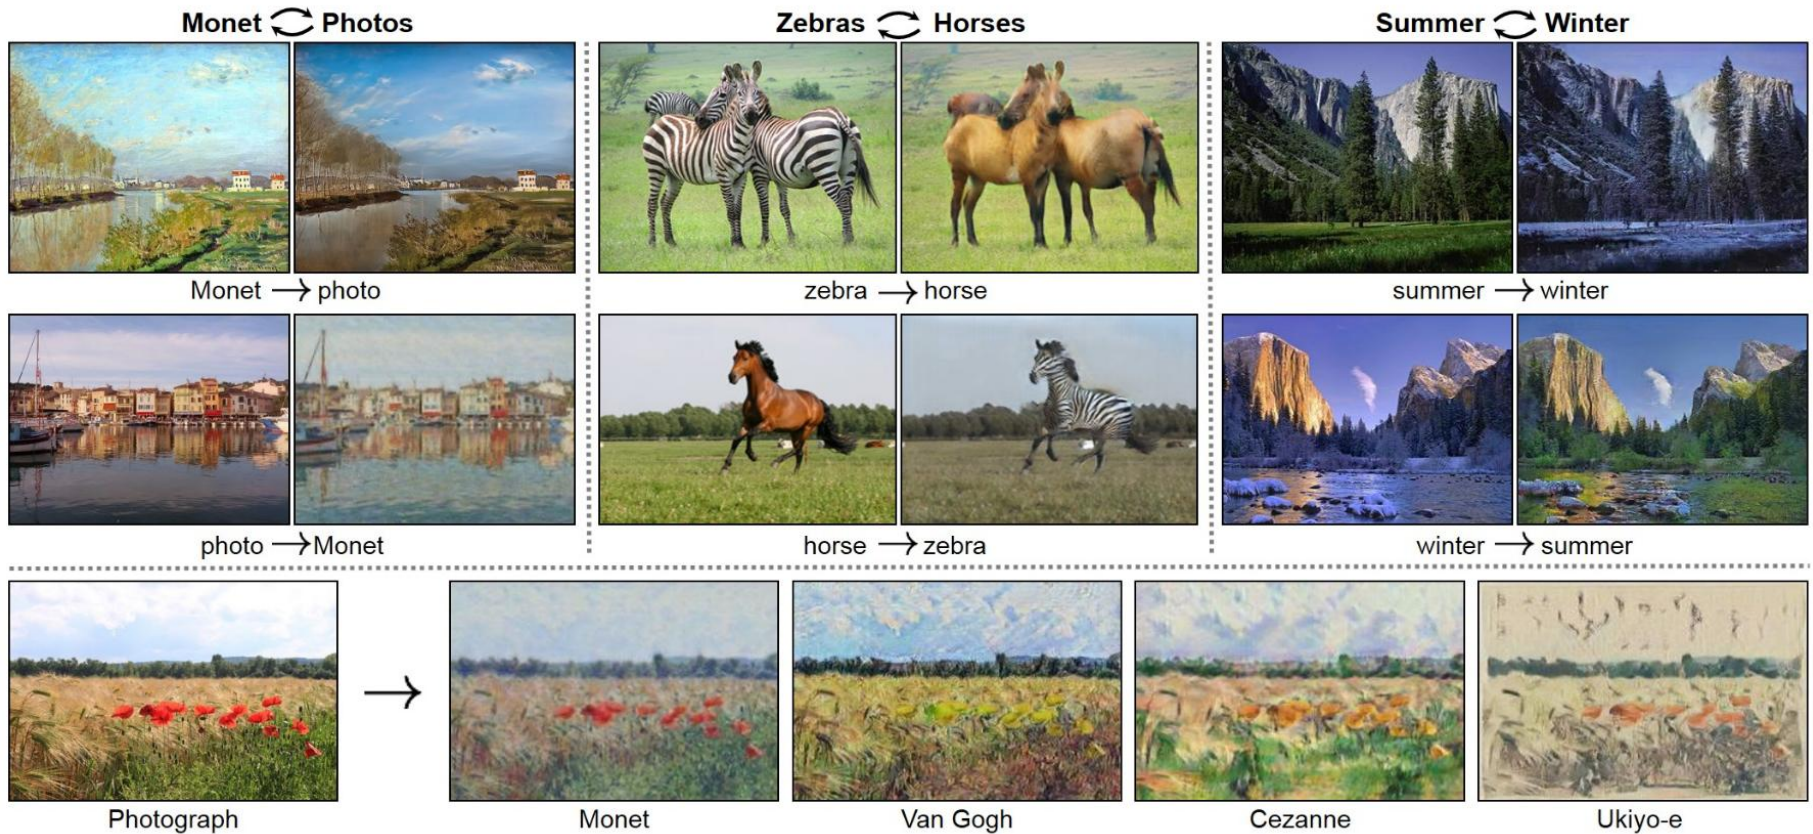 Monet ⇄ Photos
Zebras ⇄ Horses
Summer ⇄ Winter
Monet → photo
zebra → horse
summer → winter
photo → Monet
horse → zebra
winter → summer
Photograph
Monet
Van Gogh
Cezanne
Ukiyo-e